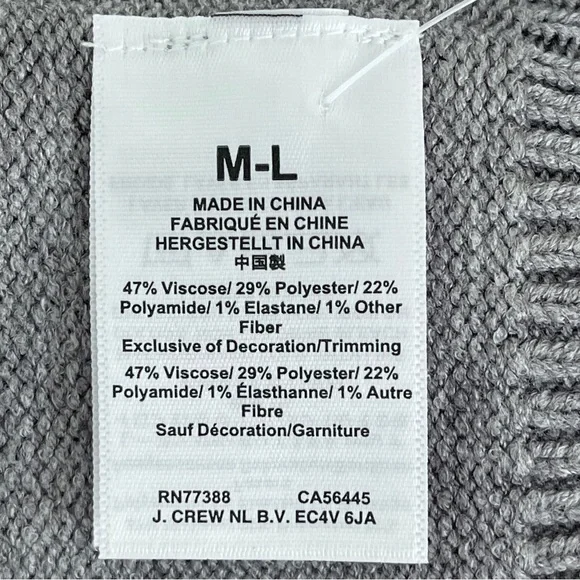 M-L
MADE IN CHINA
FABRIQUÉ EN CHINE
HERGESTELLT IN CHINA
中国製
47% Viscose/ 29% Polyester/ 22%
Polyamide/ 1% Elastane/ 1% Other
Fiber
Exclusive of Decoration/Trimming
47% Viscose/ 29% Polyester/ 22%
Polyamide/ 1% Élasthanne/ 1% Autre
Fibre
Sauf Décoration/Garniture
RN77388 CA56445
J. CREW NL B.V. EC4V 6JA